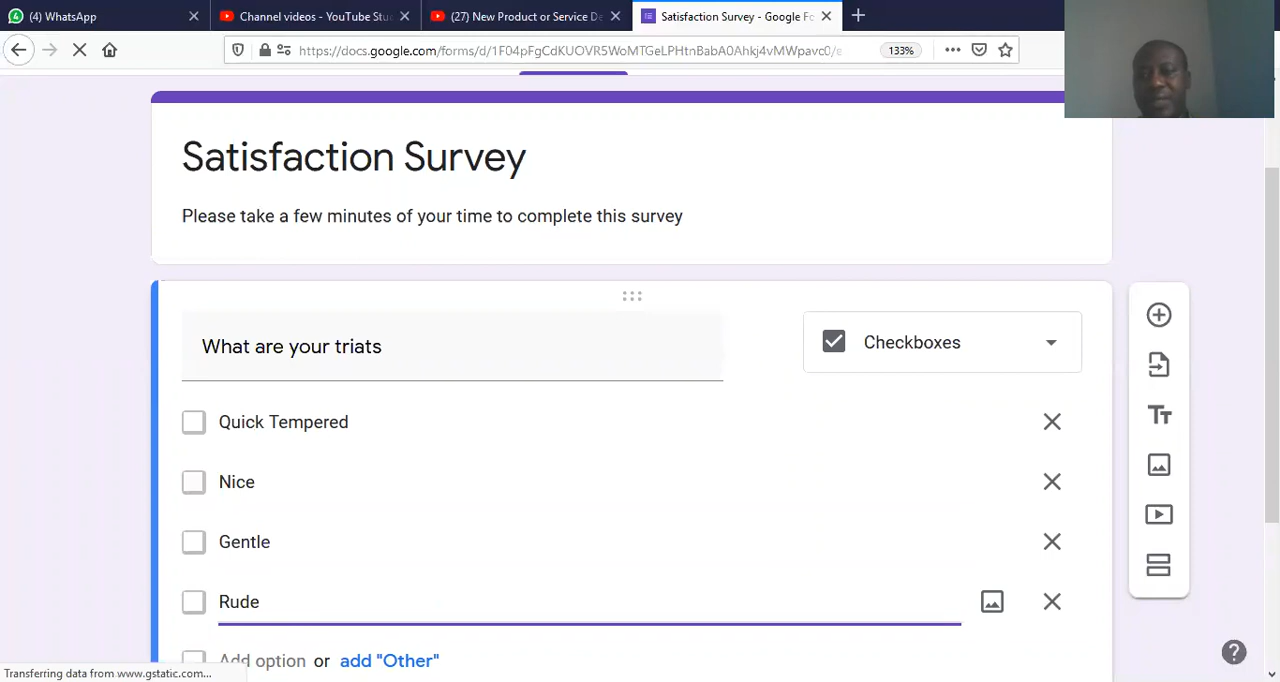 (4) WhatsApp
Channel videos - YouTube Stu
(27) New Product or Service De
Satisfaction Survey - Google Fo
https://docs.google.com/forms/d/1F04pFgCdKUOVR5WoMTGeLPHtnBabA0Ahkj4vMWpavc0/e
133%
Satisfaction Survey
Please take a few minutes of your time to complete this survey
What are your triats
Checkboxes
Quick Tempered
Nice
Gentle
Rude
Add option or add "Other"
Transferring data from www.gstatic.com...